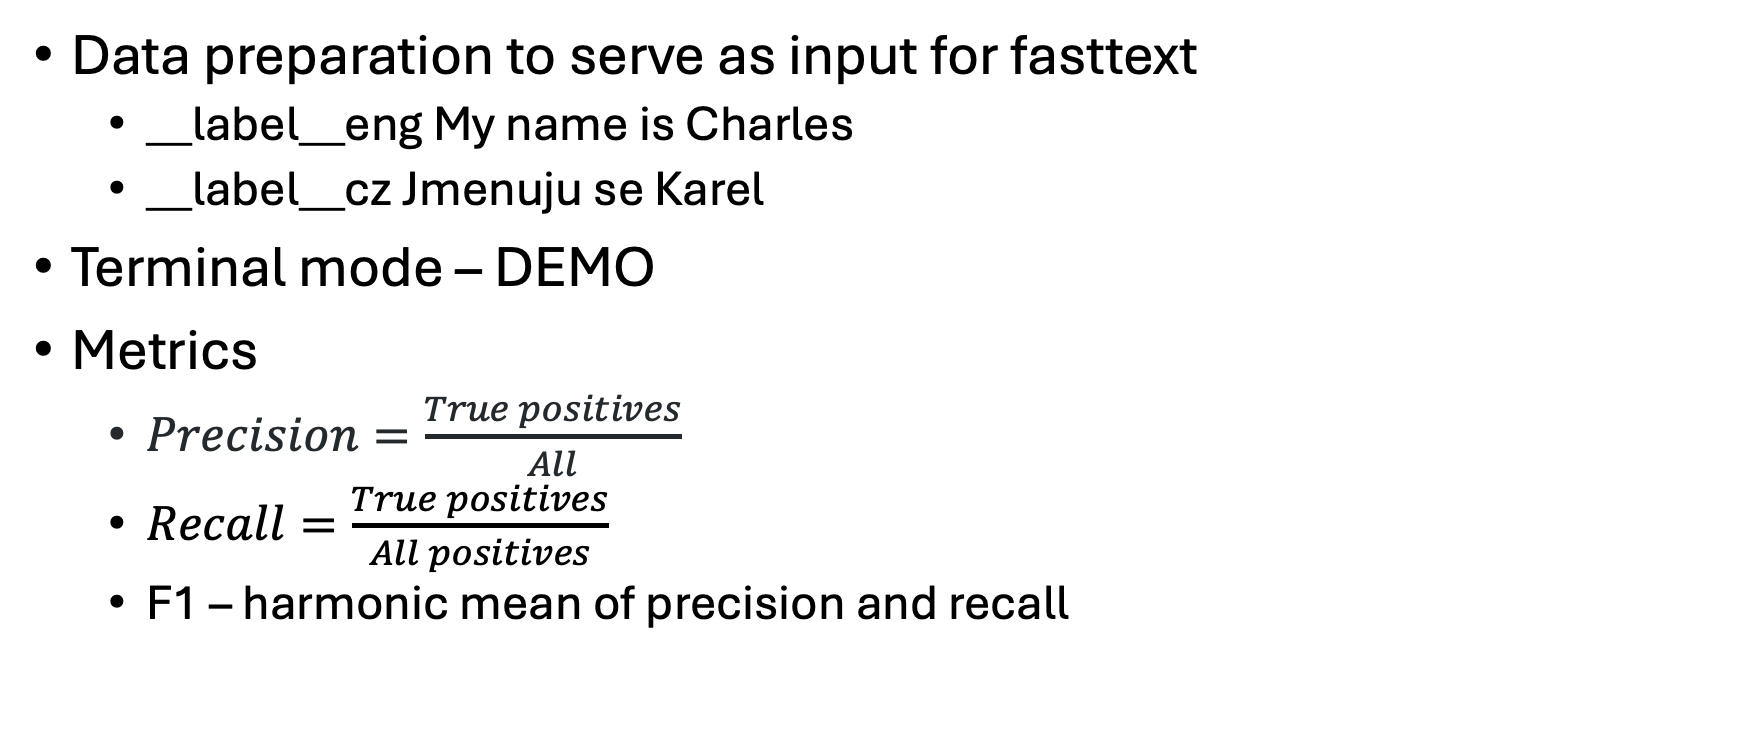 • Data preparation to serve as input for fasttext
• __label__eng My name is Charles
• __label__cz Jmenuju se Karel
• Terminal mode – DEMO
• Metrics
• Precision = True positives / All
• Recall = True positives / All positives
• F1 – harmonic mean of precision and recall